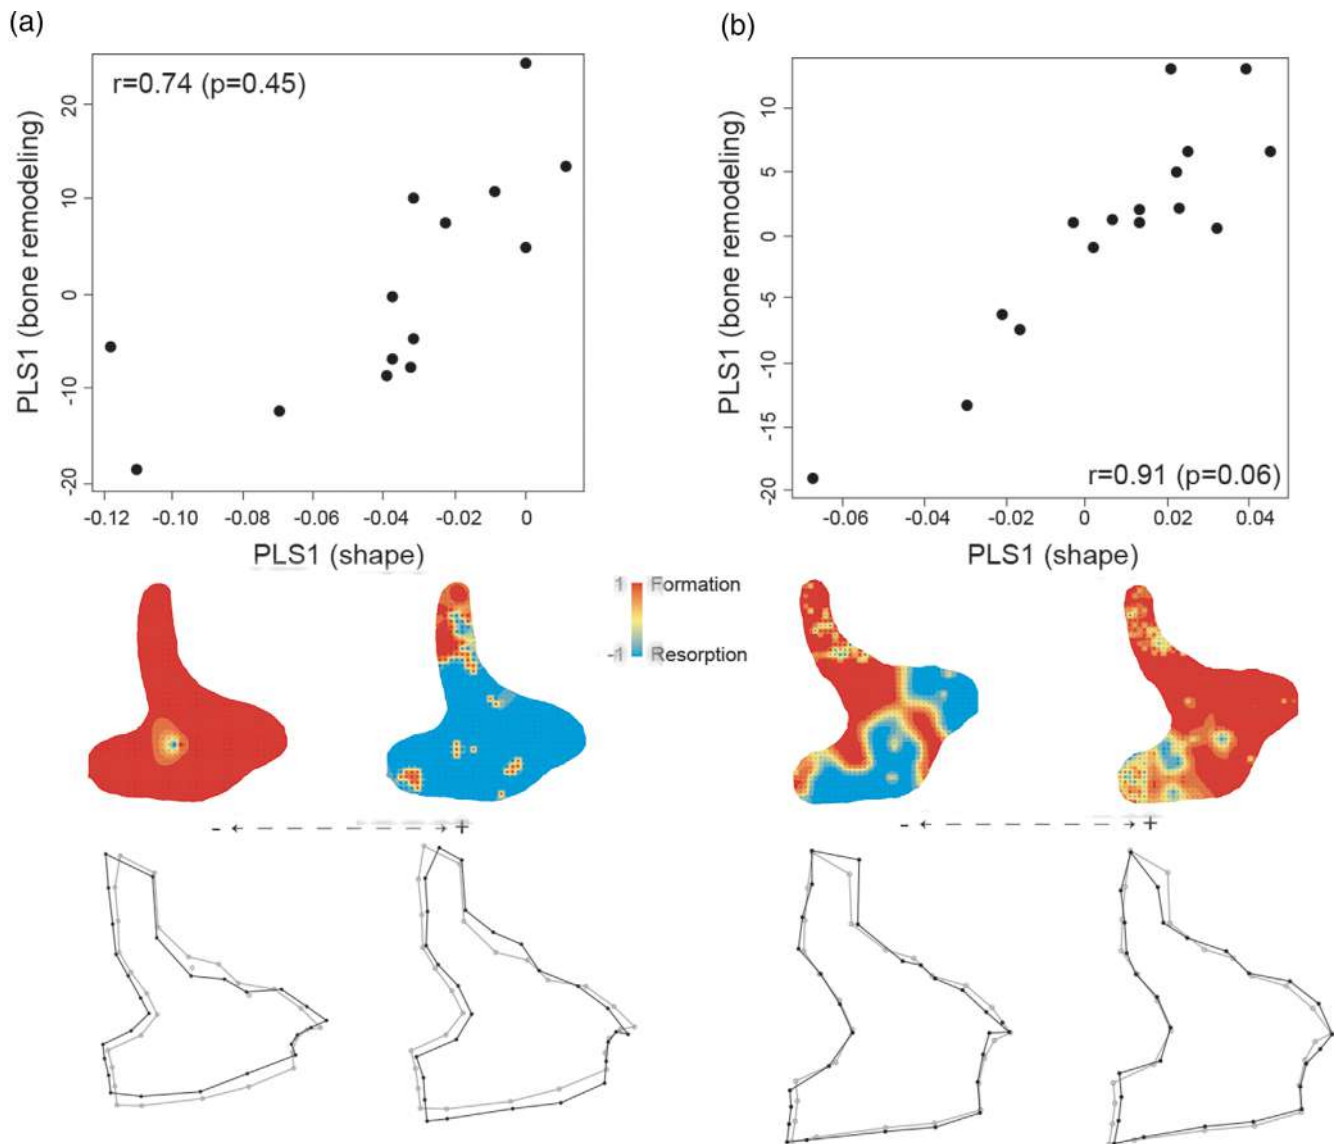 (a)
(b)
r=0.74 (p=0.45)
PLS1 (bone remodeling)
20
10
0
-10
-20
-0.12 -0.10 -0.08 -0.06 -0.04 -0.02 0
PLS1 (shape)
PLS1 (bone remodeling)
10
5
0
-5
-10
-15
-20
r=0.91 (p=0.06)
-0.06 -0.04 -0.02 0 0.02 0.04
PLS1 (shape)
1 Formation
-1 Resorption
- +
- +